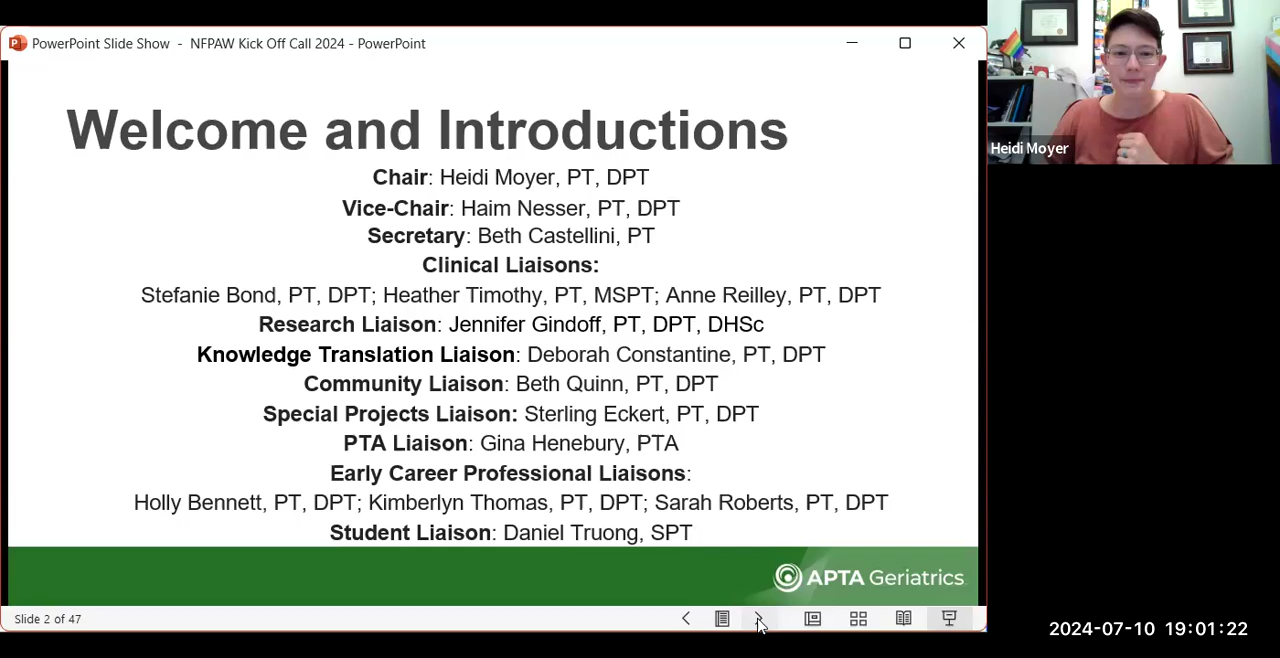 PowerPoint Slide Show - NFPAW Kick Off Call 2024 - PowerPoint
Welcome and Introductions
Chair: Heidi Moyer, PT, DPT
Vice-Chair: Haim Nesser, PT, DPT
Secretary: Beth Castellini, PT
Clinical Liaisons:
Stefanie Bond, PT, DPT; Heather Timothy, PT, MSPT; Anne Reilley, PT, DPT
Research Liaison: Jennifer Gindoff, PT, DPT, DHSc
Knowledge Translation Liaison: Deborah Constantine, PT, DPT
Community Liaison: Beth Quinn, PT, DPT
Special Projects Liaison: Sterling Eckert, PT, DPT
PTA Liaison: Gina Henebury, PTA
Early Career Professional Liaisons:
Holly Bennett, PT, DPT; Kimberlyn Thomas, PT, DPT; Sarah Roberts, PT, DPT
Student Liaison: Daniel Truong, SPT
APTA Geriatrics
Slide 2 of 47
Heidi Moyer
2024-07-10 19:01:22